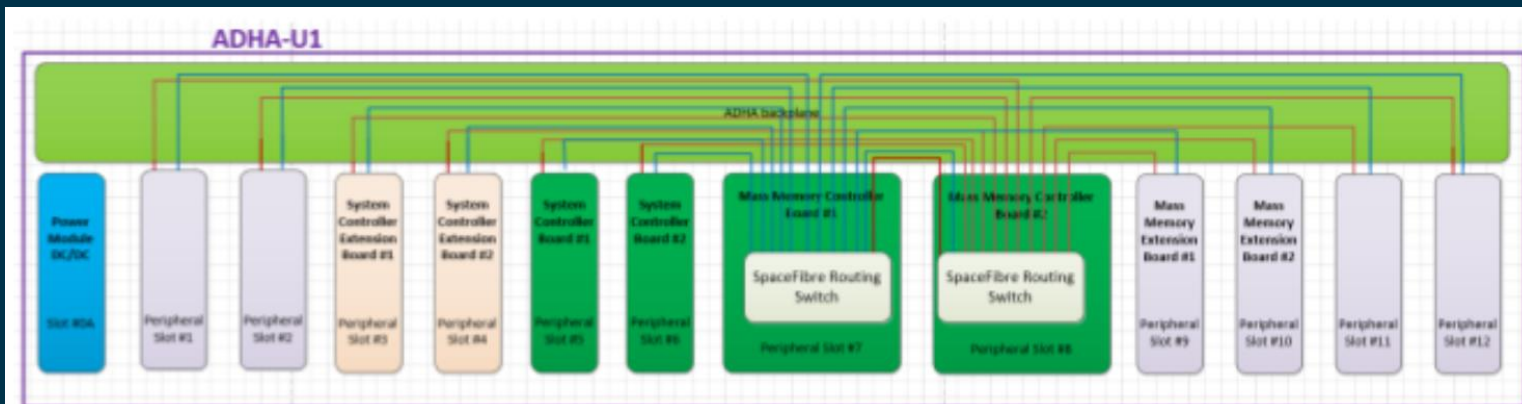 ADHA-U1
ADHA backplane
Power
Module
DC/DC
Slot #0A
Peripheral
Slot #1
Peripheral
Slot #2
System
Controller
Extension
Board #1
Peripheral
Slot #3
System
Controller
Extension
Board #2
Peripheral
Slot #4
System
Controller
Board #1
Peripheral
Slot #5
System
Controller
Board #2
Peripheral
Slot #6
Mass Memory Controller
Board #1
SpaceFibre Routing
Switch
Peripheral Slot #7
Mass Memory Controller
Board #2
SpaceFibre Routing
Switch
Peripheral Slot #8
Mass
Memory
Extension
Board #1
Peripheral
Slot #9
Mass
Memory
Extension
Board #2
Peripheral
Slot #10
Peripheral
Slot #11
Peripheral
Slot #12